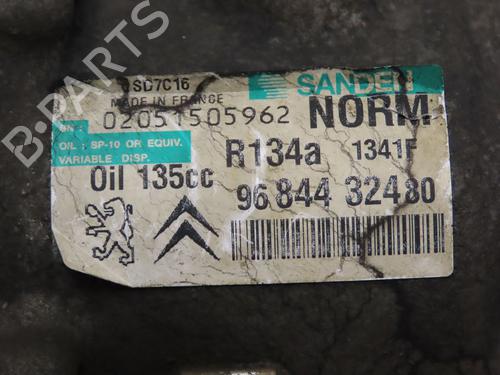 B-PARTS
SD7C16
SANDEN
MADE IN FRANCE
NORM
SN: 02051505962
OIL : SP-10 OR EQUIV.
VARIABLE DISP.
R134a 1341F
Oil 135cc
96 844 32480